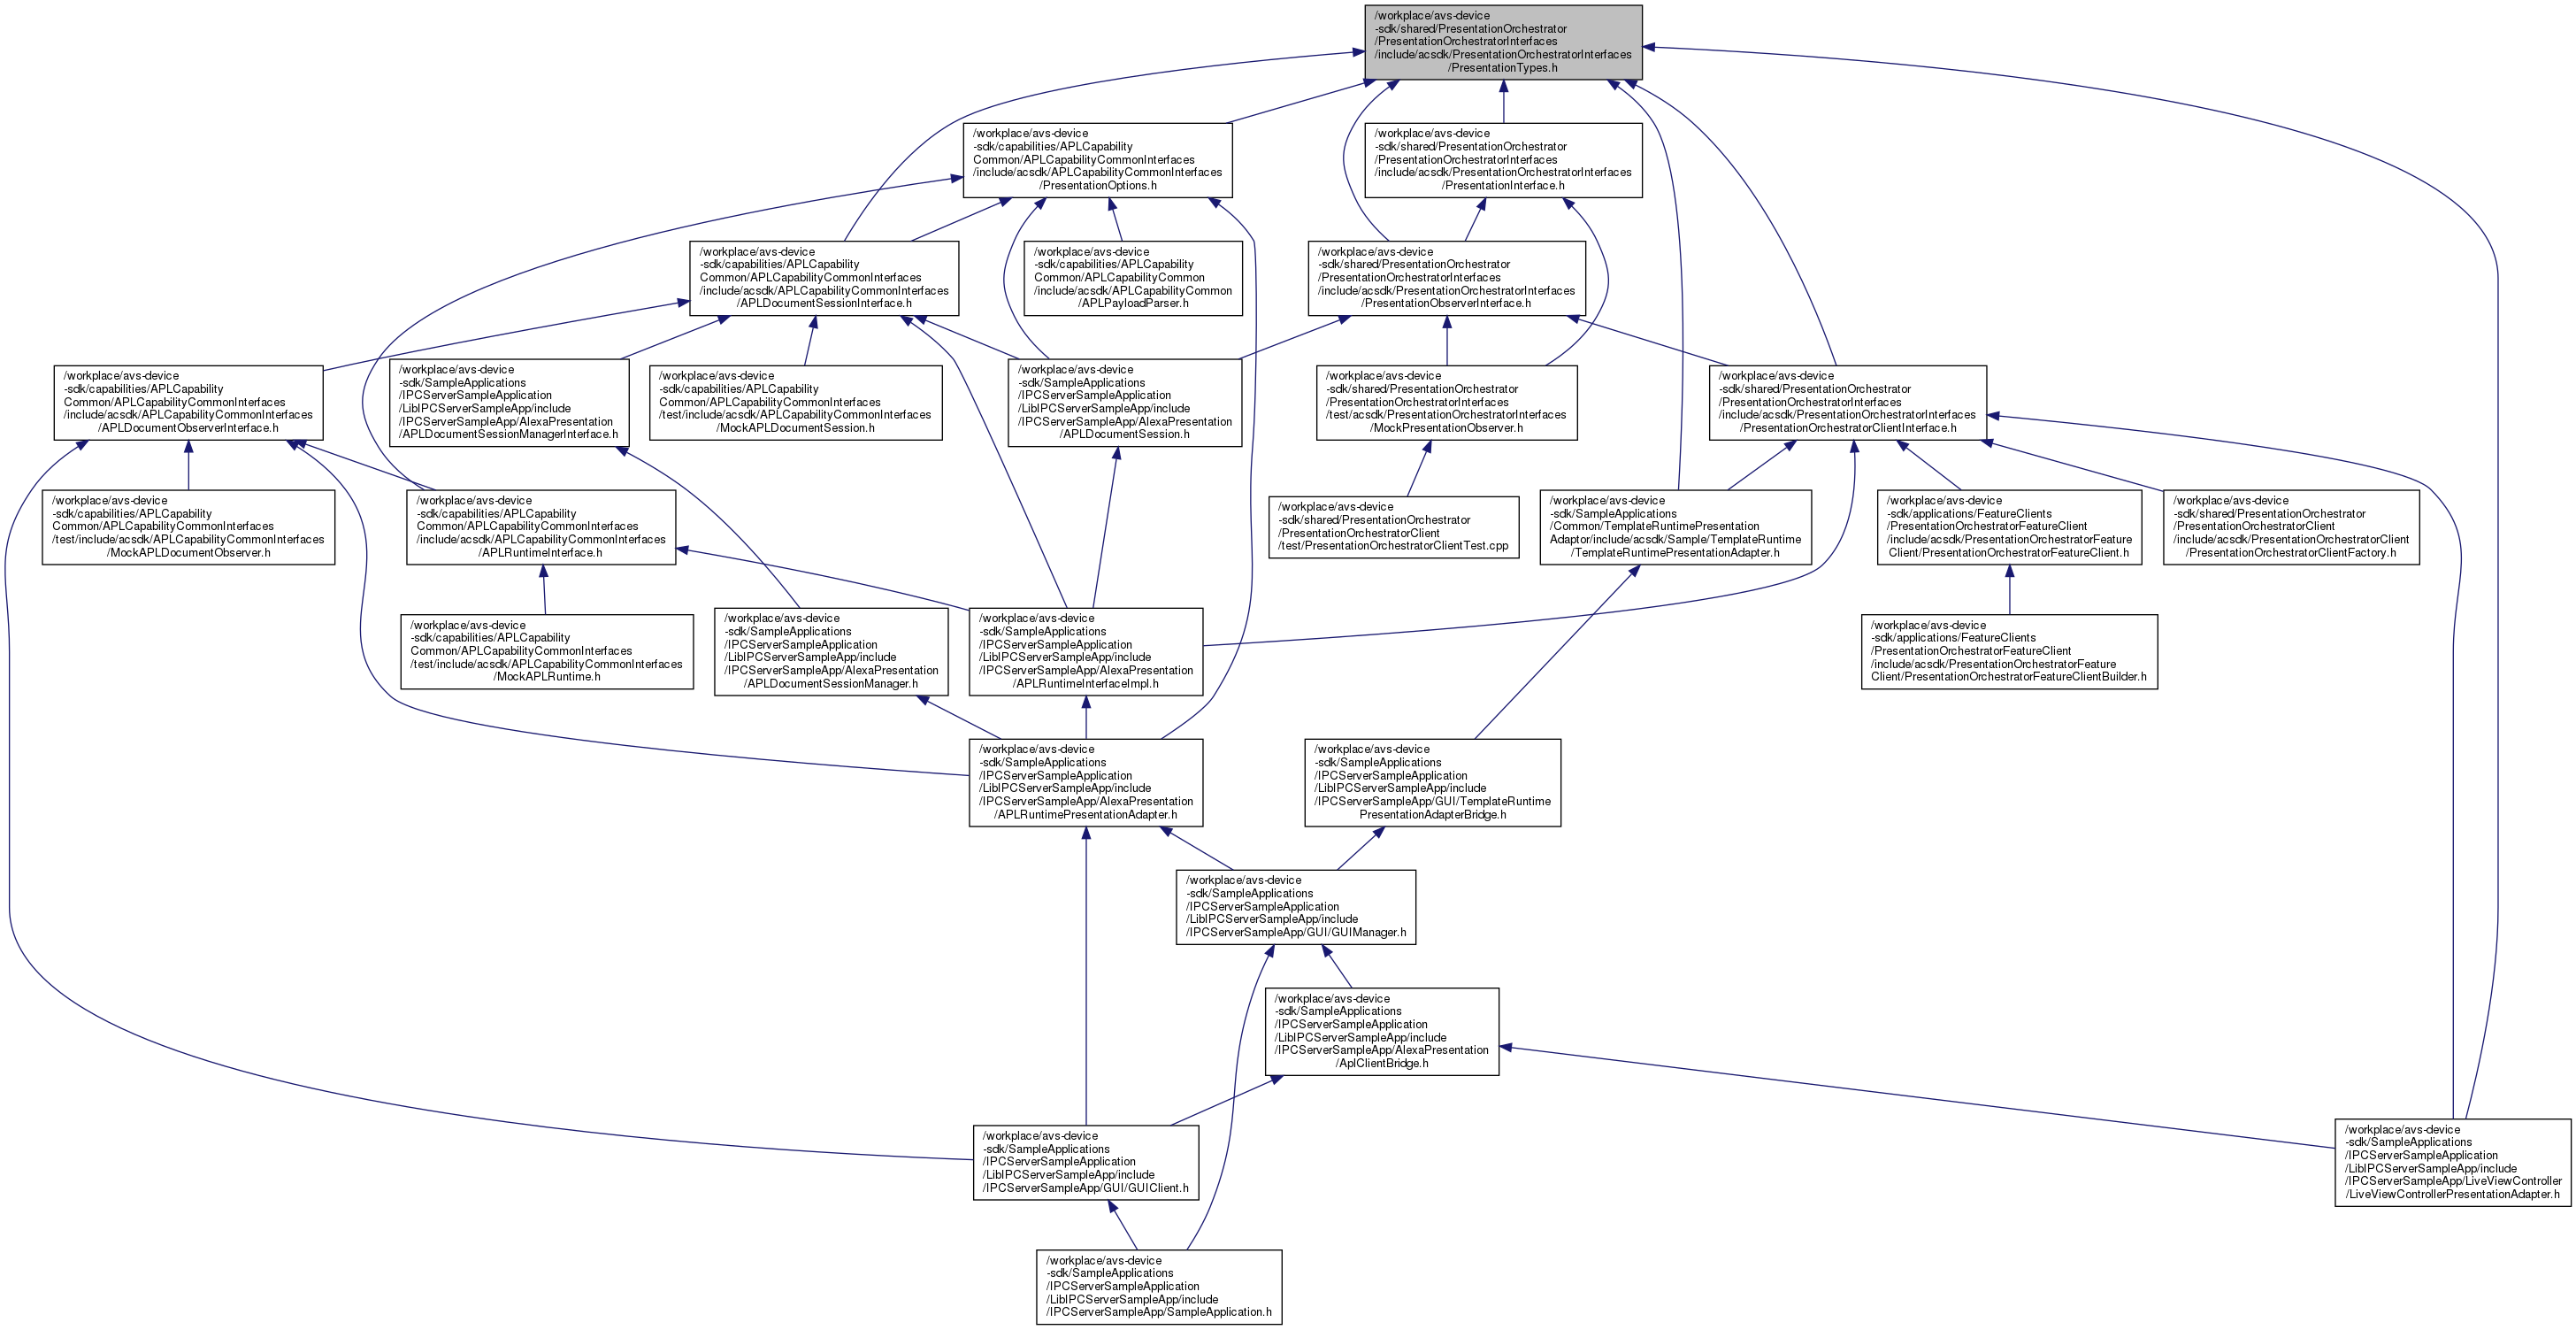 /workplace/avs-device
-sdk/shared/PresentationOrchestrator
/PresentationOrchestratorInterfaces
/include/acsdk/PresentationOrchestratorInterfaces
/PresentationTypes.h
/workplace/avs-device
-sdk/capabilities/APLCapability
Common/APLCapabilityCommonInterfaces
/include/acsdk/APLCapabilityCommonInterfaces
/PresentationOptions.h
/workplace/avs-device
-sdk/shared/PresentationOrchestrator
/PresentationOrchestratorInterfaces
/include/acsdk/PresentationOrchestratorInterfaces
/PresentationInterface.h
/workplace/avs-device
-sdk/capabilities/APLCapability
Common/APLCapabilityCommonInterfaces
/include/acsdk/APLCapabilityCommonInterfaces
/APLDocumentSessionInterface.h
/workplace/avs-device
-sdk/capabilities/APLCapability
Common/APLCapabilityCommon
/include/acsdk/APLCapabilityCommon
/APLPayloadParser.h
/workplace/avs-device
-sdk/shared/PresentationOrchestrator
/PresentationOrchestratorInterfaces
/include/acsdk/PresentationOrchestratorInterfaces
/PresentationObserverInterface.h
/workplace/avs-device
-sdk/capabilities/APLCapability
Common/APLCapabilityCommonInterfaces
/include/acsdk/APLCapabilityCommonInterfaces
/APLDocumentObserverInterface.h
/workplace/avs-device
-sdk/SampleApplications
/IPCServerSampleApplication
/LibIPCServerSampleApp/include
/IPCServerSampleApp/AlexaPresentation
/APLDocumentSessionManagerInterface.h
/workplace/avs-device
-sdk/capabilities/APLCapability
Common/APLCapabilityCommonInterfaces
/test/include/acsdk/APLCapabilityCommonInterfaces
/MockAPLDocumentSession.h
/workplace/avs-device
-sdk/SampleApplications
/IPCServerSampleApplication
/LibIPCServerSampleApp/include
/IPCServerSampleApp/AlexaPresentation
/APLDocumentSession.h
/workplace/avs-device
-sdk/shared/PresentationOrchestrator
/PresentationOrchestratorInterfaces
/test/acsdk/PresentationOrchestratorInterfaces
/MockPresentationObserver.h
/workplace/avs-device
-sdk/shared/PresentationOrchestrator
/PresentationOrchestratorInterfaces
/include/acsdk/PresentationOrchestratorInterfaces
/PresentationOrchestratorClientInterface.h
/workplace/avs-device
-sdk/capabilities/APLCapability
Common/APLCapabilityCommonInterfaces
/test/include/acsdk/APLCapabilityCommonInterfaces
/MockAPLDocumentObserver.h
/workplace/avs-device
-sdk/capabilities/APLCapability
Common/APLCapabilityCommonInterfaces
/include/acsdk/APLCapabilityCommonInterfaces
/APLRuntimeInterface.h
/workplace/avs-device
-sdk/shared/PresentationOrchestrator
/PresentationOrchestratorClient
/test/PresentationOrchestratorClientTest.cpp
/workplace/avs-device
-sdk/SampleApplications
/Common/TemplateRuntimePresentation
Adaptor/include/acsdk/Sample/TemplateRuntime
/TemplateRuntimePresentationAdapter.h
/workplace/avs-device
-sdk/applications/FeatureClients
/PresentationOrchestratorFeatureClient
/include/acsdk/PresentationOrchestratorFeature
Client/PresentationOrchestratorFeatureClient.h
/workplace/avs-device
-sdk/shared/PresentationOrchestrator
/PresentationOrchestratorClient
/include/acsdk/PresentationOrchestratorClient
/PresentationOrchestratorClientFactory.h
/workplace/avs-device
-sdk/capabilities/APLCapability
Common/APLCapabilityCommonInterfaces
/test/include/acsdk/APLCapabilityCommonInterfaces
/MockAPLRuntime.h
/workplace/avs-device
-sdk/SampleApplications
/IPCServerSampleApplication
/LibIPCServerSampleApp/include
/IPCServerSampleApp/AlexaPresentation
/APLDocumentSessionManager.h
/workplace/avs-device
-sdk/SampleApplications
/IPCServerSampleApplication
/LibIPCServerSampleApp/include
/IPCServerSampleApp/AlexaPresentation
/APLRuntimeInterfaceImpl.h
/workplace/avs-device
-sdk/applications/FeatureClients
/PresentationOrchestratorFeatureClient
/include/acsdk/PresentationOrchestratorFeature
Client/PresentationOrchestratorFeatureClientBuilder.h
/workplace/avs-device
-sdk/SampleApplications
/IPCServerSampleApplication
/LibIPCServerSampleApp/include
/IPCServerSampleApp/AlexaPresentation
/APLRuntimePresentationAdapter.h
/workplace/avs-device
-sdk/SampleApplications
/IPCServerSampleApplication
/LibIPCServerSampleApp/include
/IPCServerSampleApp/GUI/TemplateRuntime
PresentationAdapterBridge.h
/workplace/avs-device
-sdk/SampleApplications
/IPCServerSampleApplication
/LibIPCServerSampleApp/include
/IPCServerSampleApp/GUI/GUIManager.h
/workplace/avs-device
-sdk/SampleApplications
/IPCServerSampleApplication
/LibIPCServerSampleApp/include
/IPCServerSampleApp/AlexaPresentation
/AplClientBridge.h
/workplace/avs-device
-sdk/SampleApplications
/IPCServerSampleApplication
/LibIPCServerSampleApp/include
/IPCServerSampleApp/GUI/GUIClient.h
/workplace/avs-device
-sdk/SampleApplications
/IPCServerSampleApplication
/LibIPCServerSampleApp/include
/IPCServerSampleApp/LiveViewController
/LiveViewControllerPresentationAdapter.h
/workplace/avs-device
-sdk/SampleApplications
/IPCServerSampleApplication
/LibIPCServerSampleApp/include
/IPCServerSampleApp/SampleApplication.h